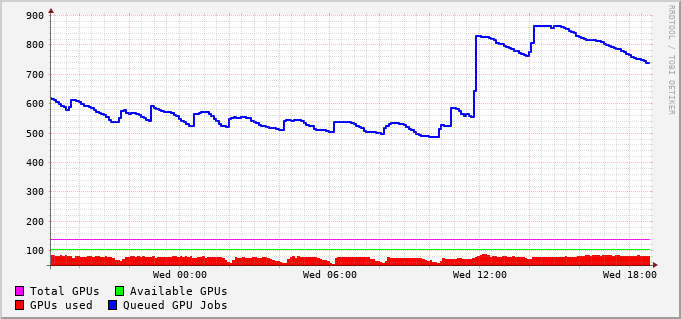 900
800
700
600
500
400
300
200
100
Wed 00:00 Wed 06:00 Wed 12:00 Wed 18:00
Total GPUs Available GPUs
GPUs used Queued GPU Jobs
RRDTOOL / TOBI OETIKER